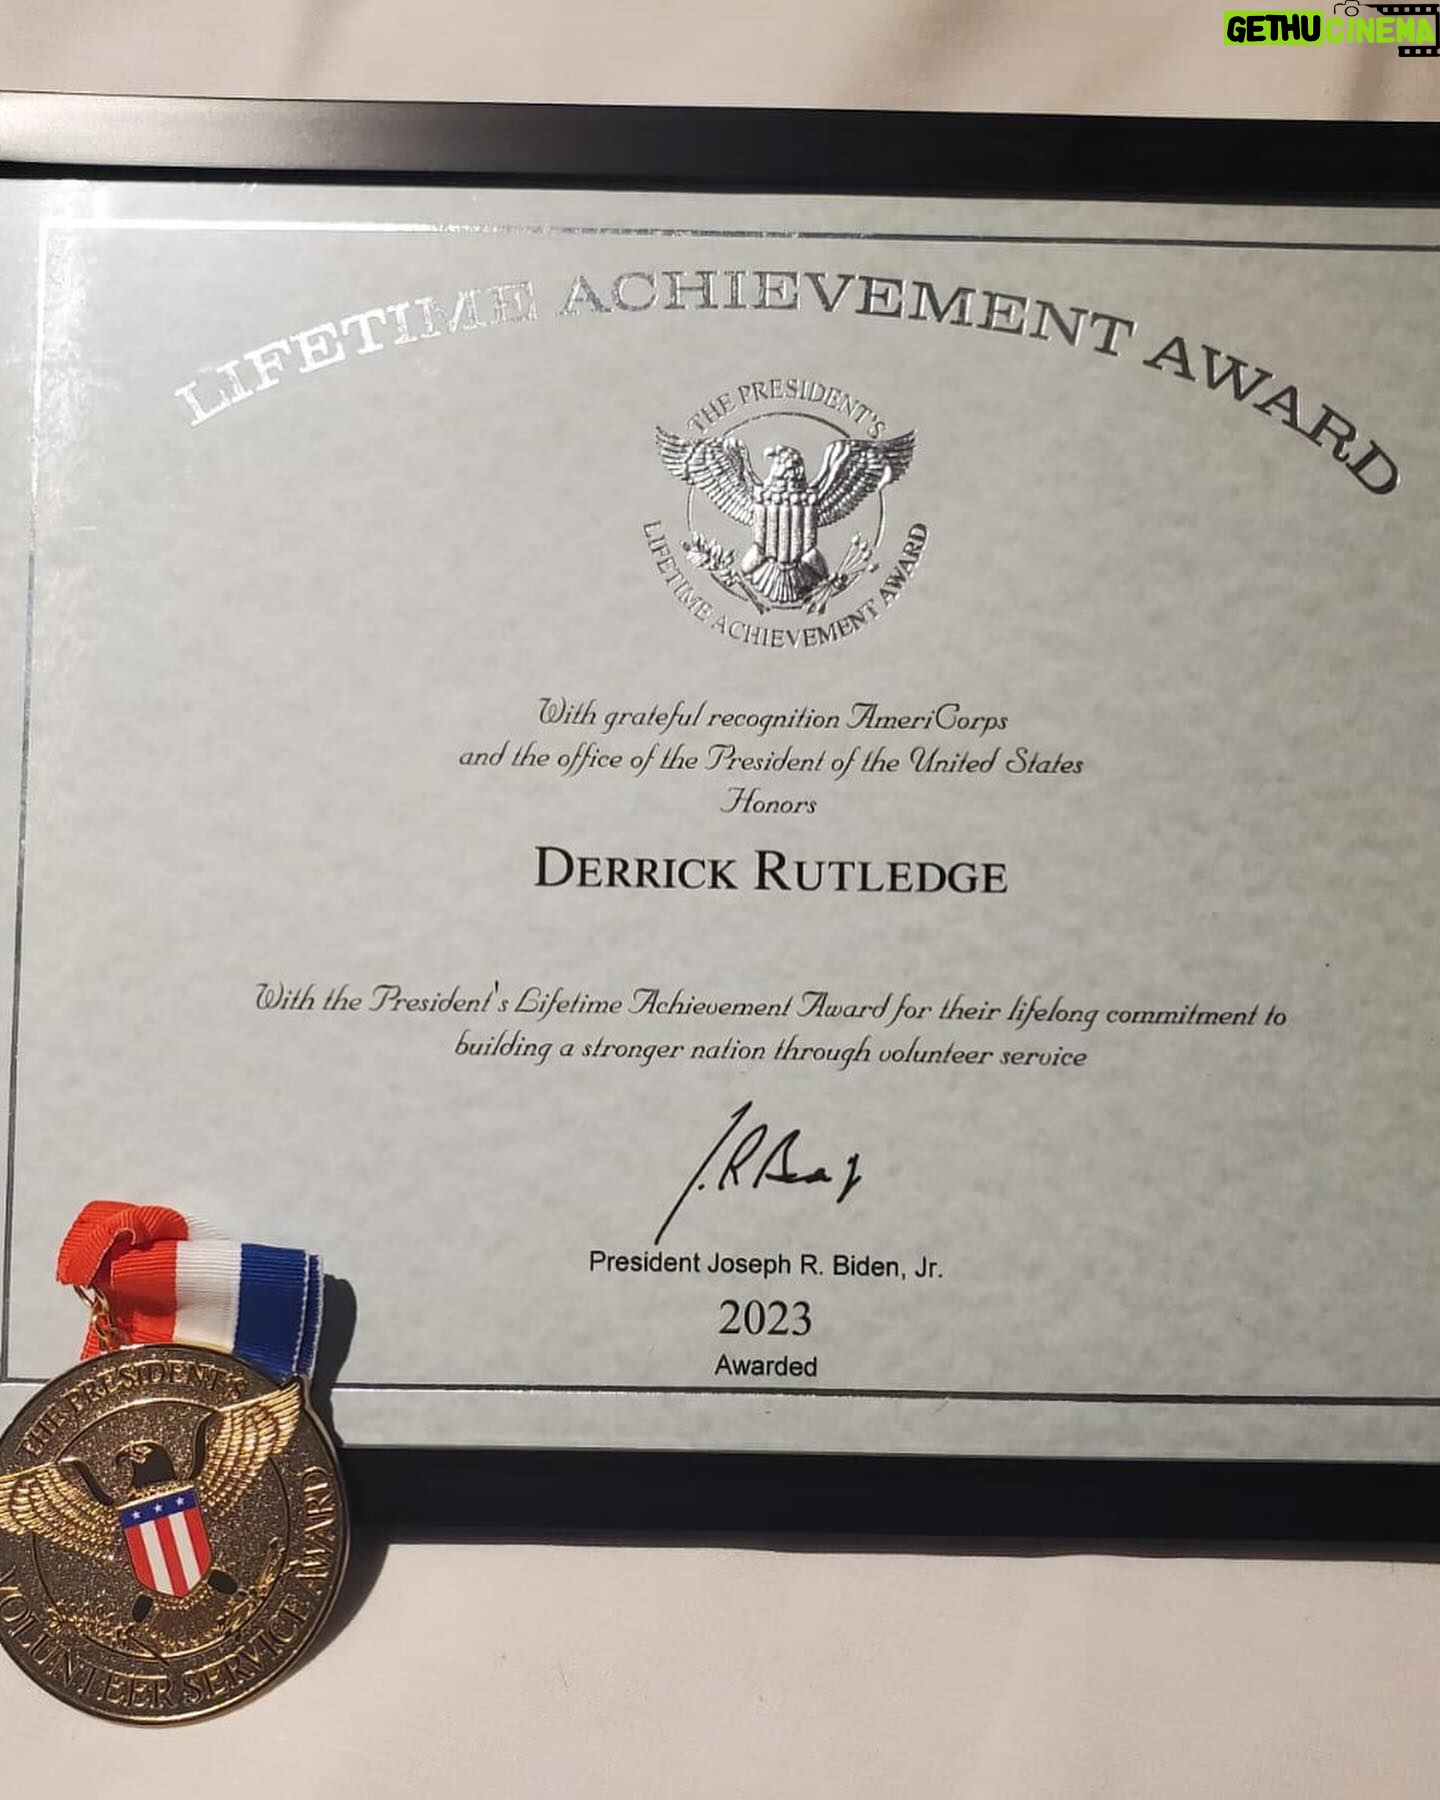 GETHUCINEMA
LIFETIME ACHIEVEMENT AWARD
THE PRESIDENT'S
LIFETIME ACHIEVEMENT AWARD
With grateful recognition AmeriCorps
and the office of the President of the United States
Honors
DERRICK RUTLEDGE
With the President's Lifetime Achievement Award for their lifelong commitment to
building a stronger nation through volunteer service
President Joseph R. Biden, Jr.
2023
Awarded
THE PRESIDENT'S
VOLUNTEER SERVICE AWARD